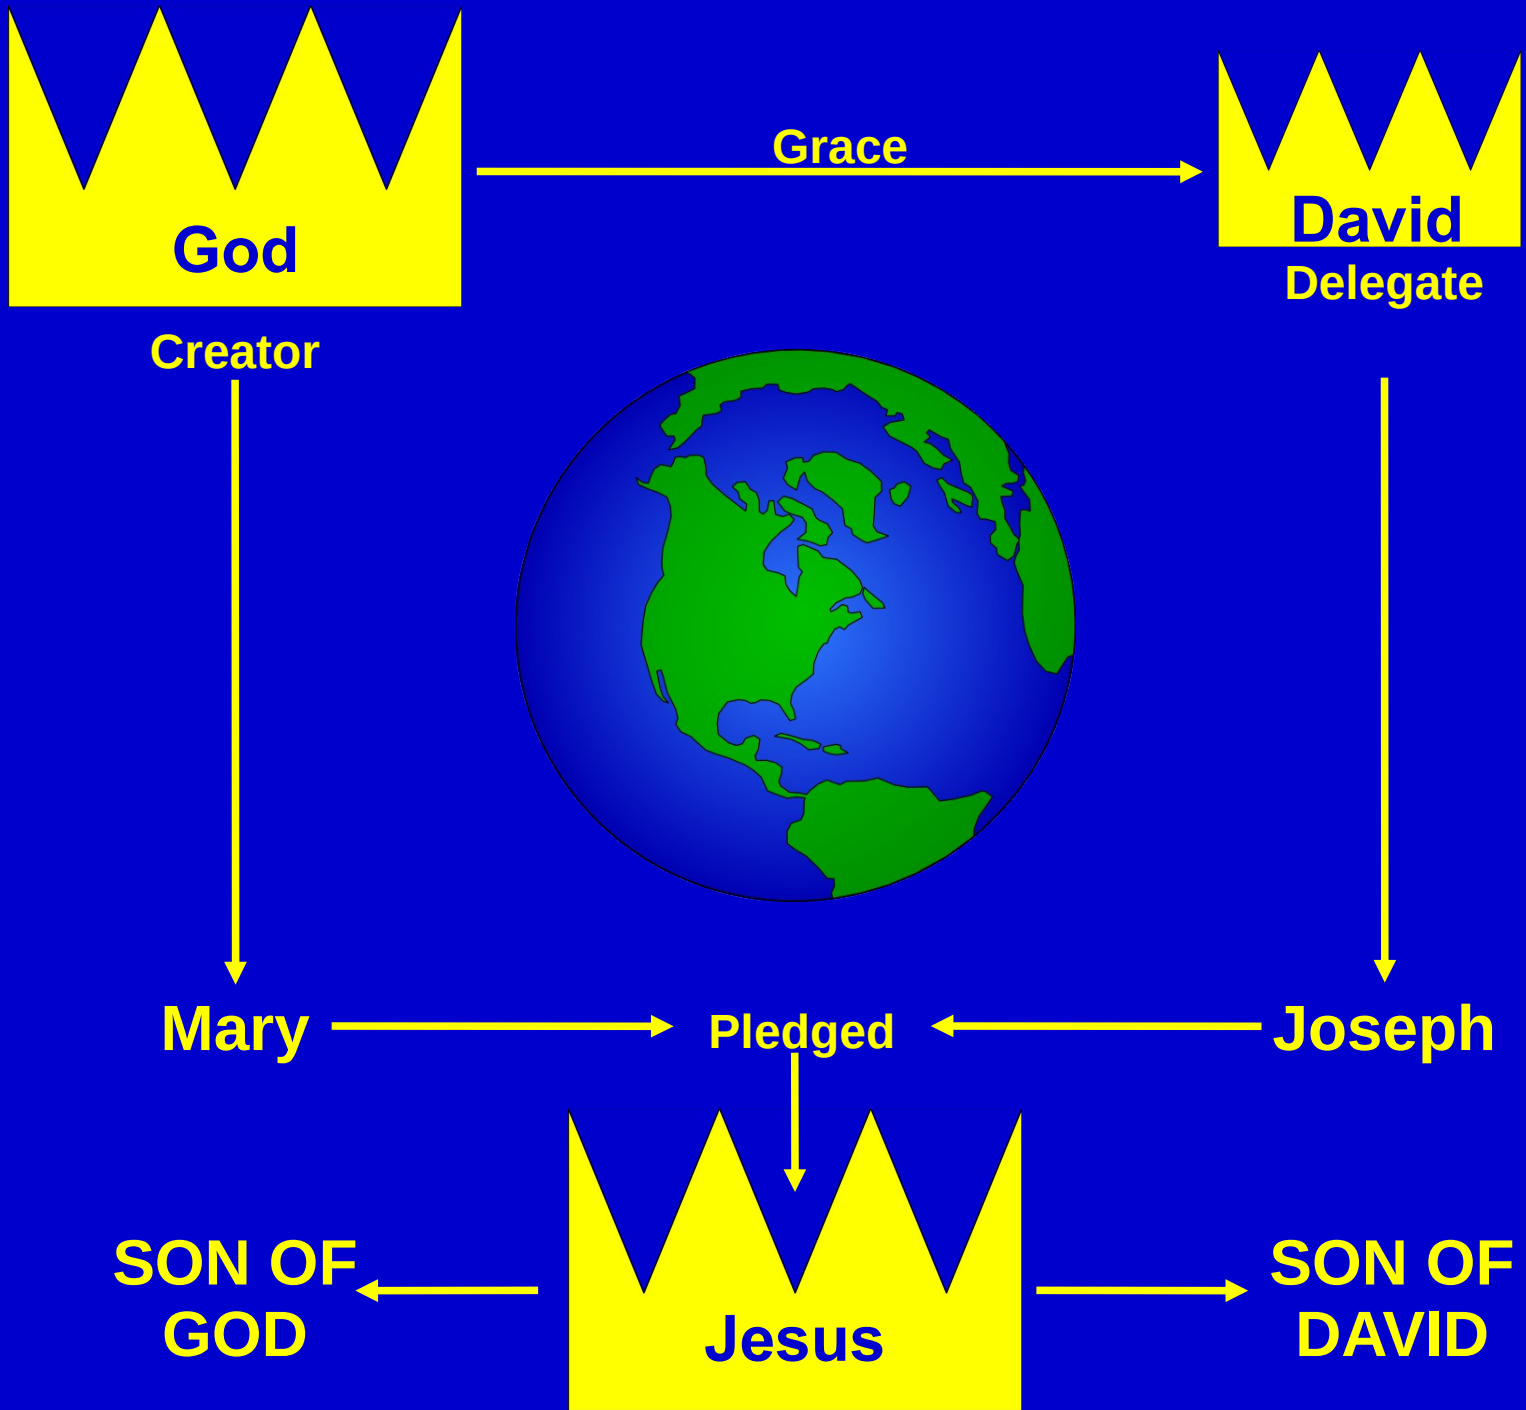 Grace
David
God
Delegate
Creator
Mary
Pledged
Joseph
SON OF
GOD
SON OF
DAVID
Jesus